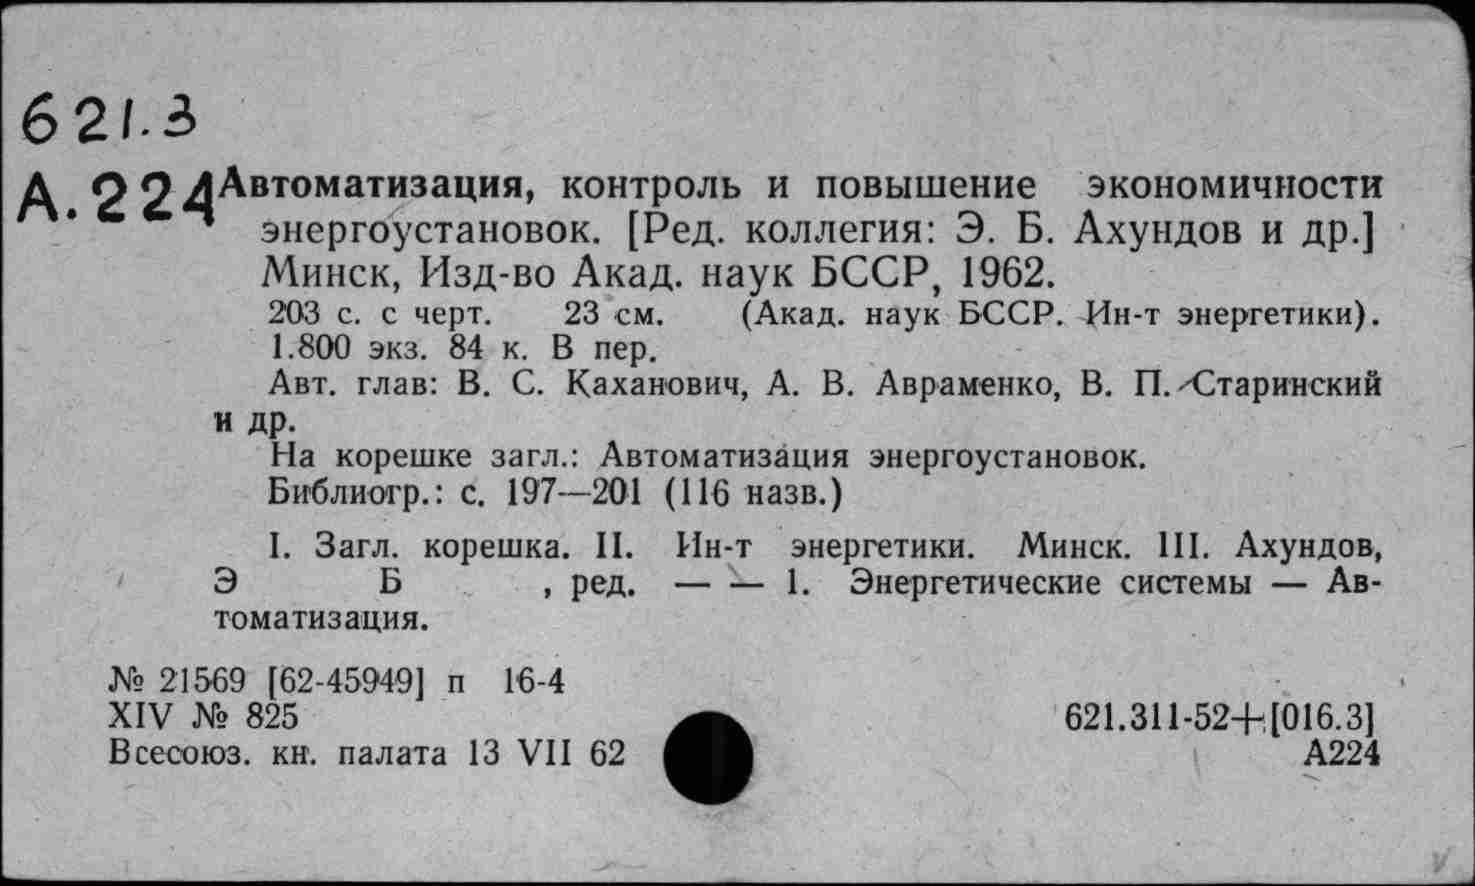 621.3
А.224
Автоматизация, контроль и повышение экономичности
энергоустановок. [Ред. коллегия: Э. Б. Ахундов и др.]
Минск, Изд-во Акад. наук БССР, 1962.
203 с. с черт. 23 см. (Акад. наук БССР. Ин-т энергетики).
1.800 экз. 84 к. В пер.
Авт. глав: В. С. Каханович, А. В. Авраменко, В. П. Старинский
и др.
На корешке загл.: Автоматизация энергоустановок.
Библиогр.: с. 197—201 (116 назв.)
I. Загл. корешка. II. Ин-т энергетики. Минск. III. Ахундов,
Э Б , ред. — — 1. Энергетические системы — Ав-
томатизация.
№ 21569 [62-45949] п 16-4
XIV № 825
621.311-52+[016.3]
Всесоюз. кн. палата 13 VII 62
А224